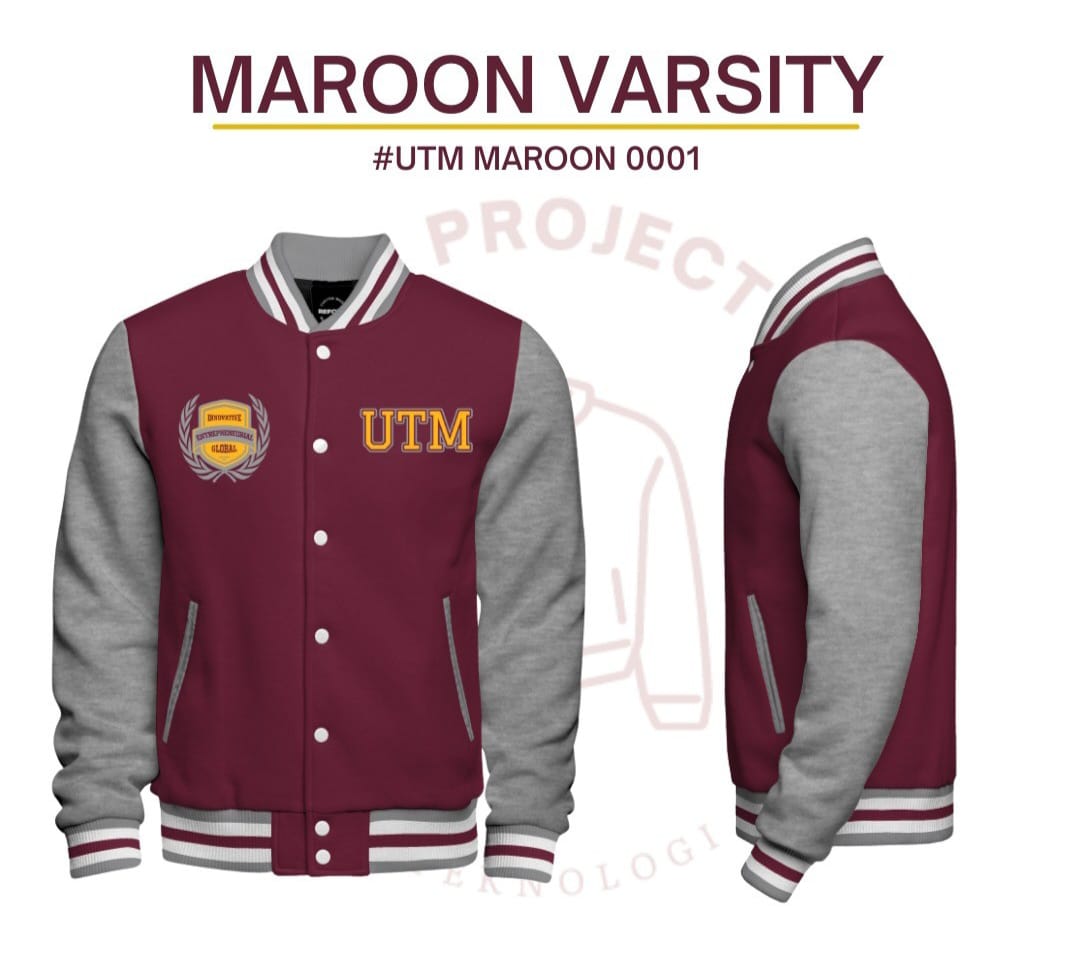 MAROON VARSITY
#UTM MAROON 0001
PROJECT
INNOVATIVE
ENTREPRENEURIAL
GLOBAL
UTM